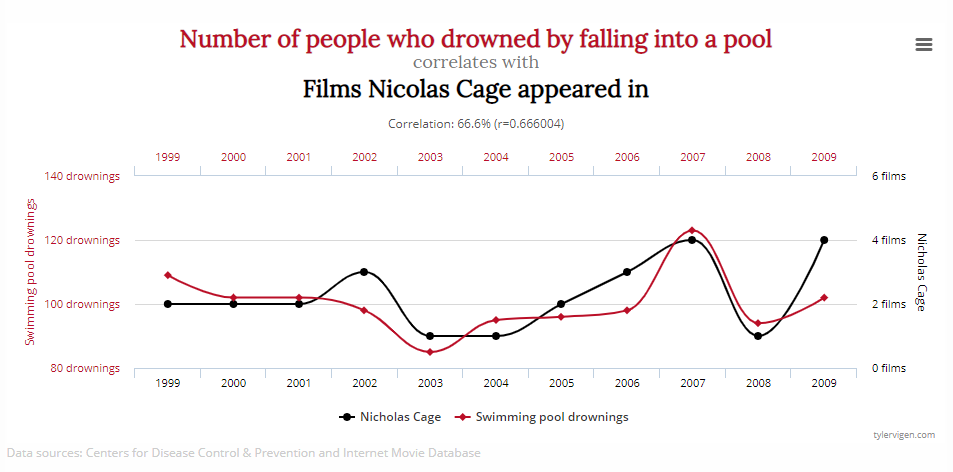 Number of people who drowned by falling into a pool
correlates with
Films Nicolas Cage appeared in
Correlation: 66.6% (r=0.666004)
1999 2000 2001 2002 2003 2004 2005 2006 2007 2008 2009
140 drownings
120 drownings
100 drownings
80 drownings
Swimming pool drownings
6 films
4 films
2 films
0 films
Nicholas Cage
1999 2000 2001 2002 2003 2004 2005 2006 2007 2008 2009
Nicholas Cage Swimming pool drownings
tylervigen.com
Data sources: Centers for Disease Control & Prevention and Internet Movie Database